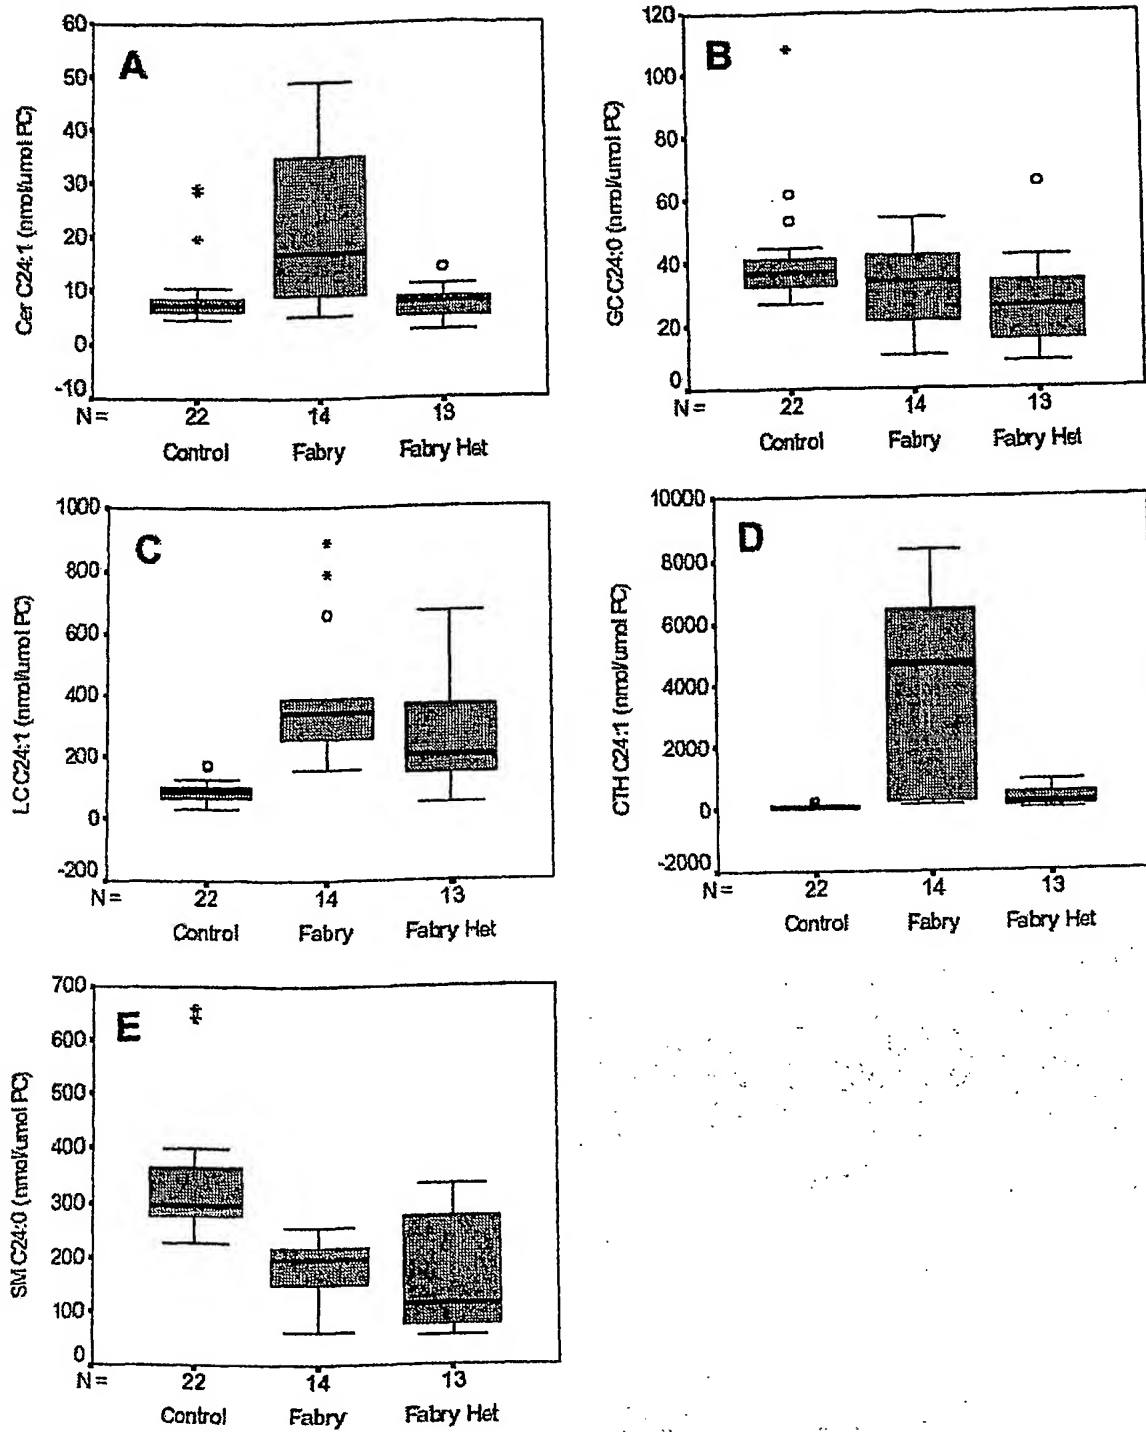 A
Cer C24:1 (nmol/umol PC)
60
50
40
30
20
10
0
-10
N = 22 14 13
Control Fabry Fabry Het
B
GC C24:0 (nmol/umol PC)
120
100
80
60
40
20
0
N = 22 14 13
Control Fabry Fabry Het
C
LC C24:1 (nmol/umol PC)
1000
800
600
400
200
0
-200
N = 22 14 13
Control Fabry Fabry Het
D
CTH C24:1 (nmol/umol PC)
10000
8000
6000
4000
2000
0
-2000
N = 22 14 13
Control Fabry Fabry Het
E
SM C24:0 (nmol/umol PC)
700
600
500
400
300
200
100
0
N = 22 14 13
Control Fabry Fabry Het